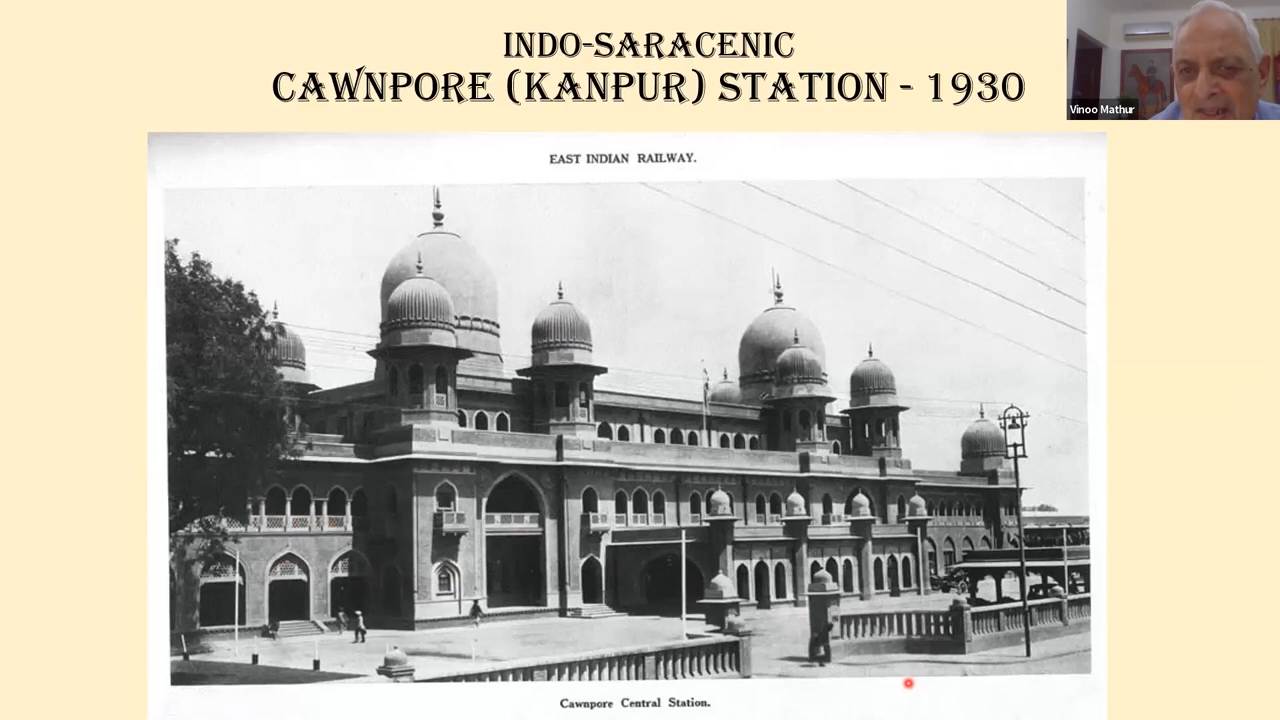 INDO-SARACENIC
CAWNPORE (KANPUR) STATION - 1930
Vinoo Mathur
EAST INDIAN RAILWAY.
Cawnpore Central Station.